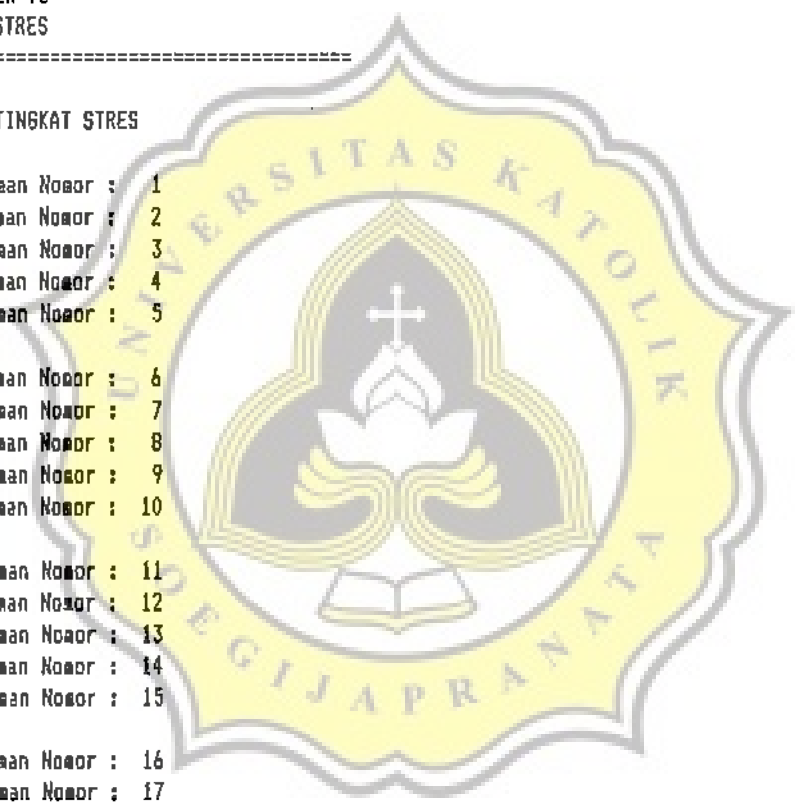 STRES
================================
TINGKAT STRES
aan Nomor : 1
aan Nomor : 2
aan Nomor : 3
aan Nomor : 4
aan Nomor : 5
aan Nomor : 6
aan Nomor : 7
aan Nomor : 8
aan Nomor : 9
aan Nomor : 10
aan Nomor : 11
aan Nomor : 12
aan Nomor : 13
aan Nomor : 14
aan Nomor : 15
aan Nomor : 16
aan Nomor : 17
UNIVERSITAS KATOLIK
SOEGIJAPRANATA